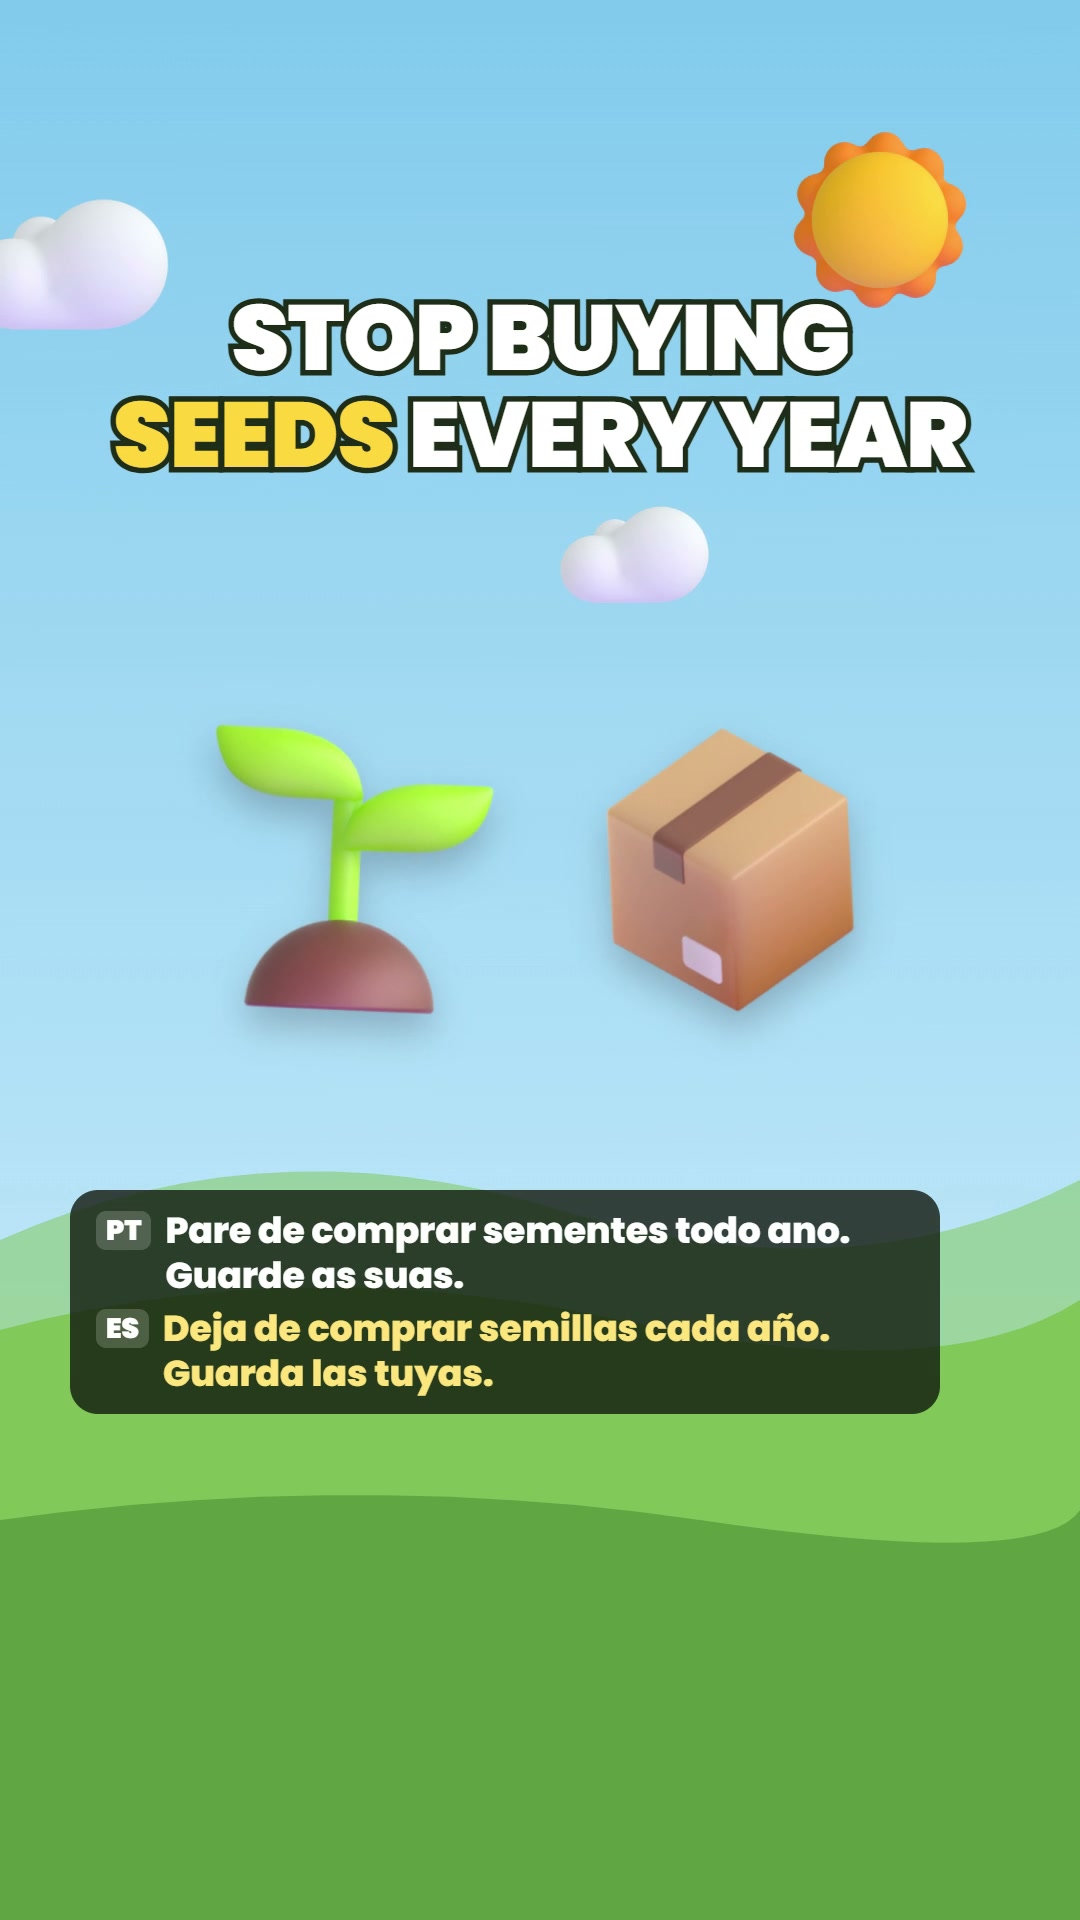 STOP BUYING
SEEDS EVERY YEAR
PT Pare de comprar sementes todo ano.
Guarde as suas.
ES Deja de comprar semillas cada año.
Guarda las tuyas.